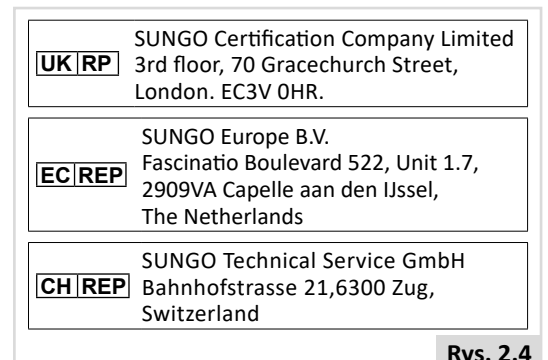 UK RP
SUNGO Certification Company Limited
3rd floor, 70 Gracechurch Street,
London. EC3V 0HR.
EC REP
SUNGO Europe B.V.
Fascinatio Boulevard 522, Unit 1.7,
2909VA Capelle aan den IJssel,
The Netherlands
CH REP
SUNGO Technical Service GmbH
Bahnhofstrasse 21,6300 Zug,
Switzerland
Rys. 2.4